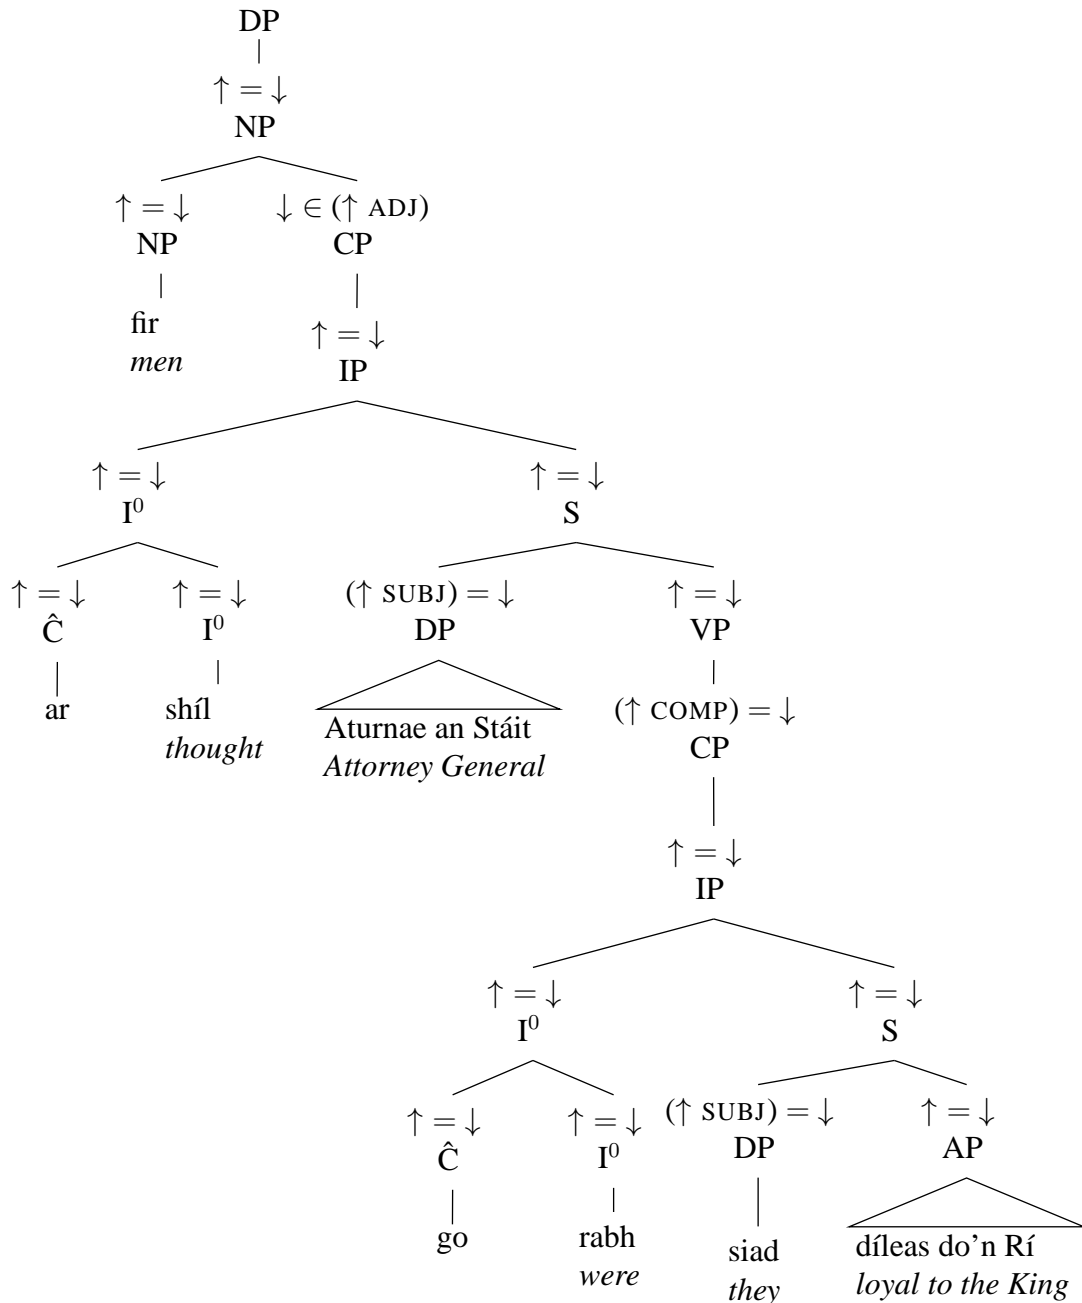 DP
↑ = ↓
NP
↑ = ↓ ↓ ∈ (↑ ADJ)
NP CP
fir ↑ = ↓
men IP
↑ = ↓ ↑ = ↓
I⁰ S
↑ = ↓ ↑ = ↓ (↑ SUBJ) = ↓ ↑ = ↓
Ĉ I⁰ DP VP
ar shíl Aturnae an Stáit (↑ COMP) = ↓
thought Attorney General CP
↑ = ↓
IP
↑ = ↓ ↑ = ↓
I⁰ S
↑ = ↓ ↑ = ↓ (↑ SUBJ) = ↓ ↑ = ↓
Ĉ I⁰ DP AP
go rabh siad díleas do'n Rí
were they loyal to the King